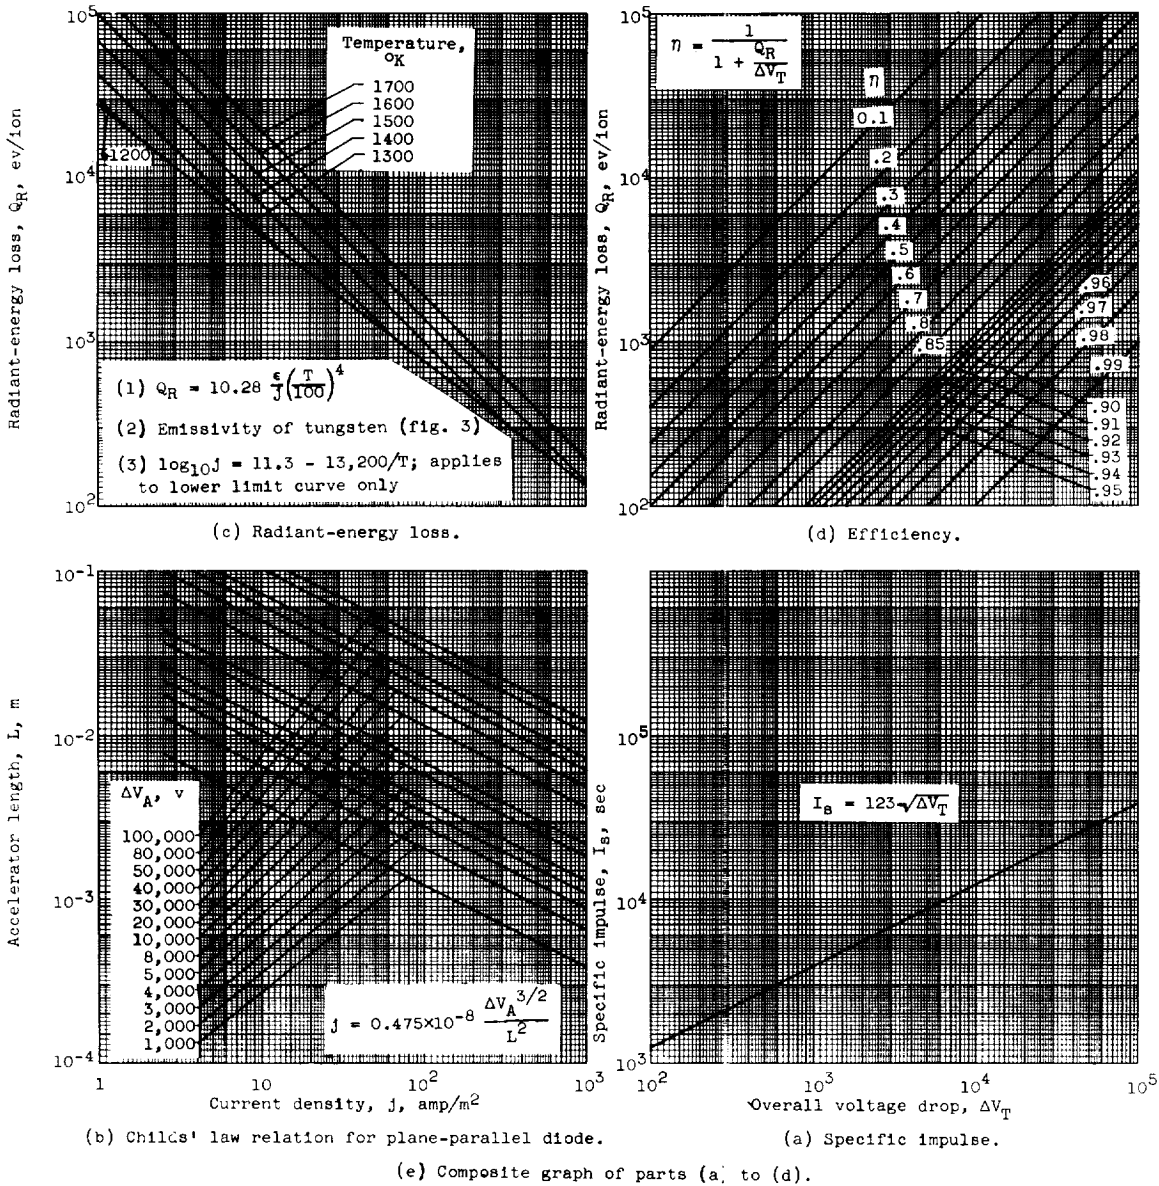 10^5
10^4
10^3
10^2
Radiant-energy loss, Q_R, ev/ion
Temperature,
°K
1700
1600
1500
1400
1300
1200
(1) Q_R = 10.28 ε/j (T/100)^4
(2) Emissivity of tungsten (fig. 3)
(3) log_10 j = 11.3 - 13,200/T; applies
to lower limit curve only
(c) Radiant-energy loss.
10^5
10^4
10^3
10^2
Radiant-energy loss, Q_R, ev/ion
η = 1/(1 + Q_R/ΔV_T)
η
0.1
.2
.3
.4
.5
.6
.7
.8
.85
.96
.97
.98
.99
.90
.91
.92
.93
.94
.95
(d) Efficiency.
10^-1
10^-2
10^-3
10^-4
Accelerator length, L, m
ΔV_A, v
100,000
80,000
50,000
40,000
30,000
20,000
10,000
8,000
5,000
4,000
3,000
2,000
1,000
j = 0.475×10^-8 ΔV_A^3/2 / L^2
1 10 10^2 10^3
Current density, j, amp/m^2
(b) Childs' law relation for plane-parallel diode.
10^5
10^4
10^3
Specific impulse, I_s, sec
I_s = 123√ΔV_T
10^2 10^3 10^4 10^5
Overall voltage drop, ΔV_T
(a) Specific impulse.
(e) Composite graph of parts (a) to (d).